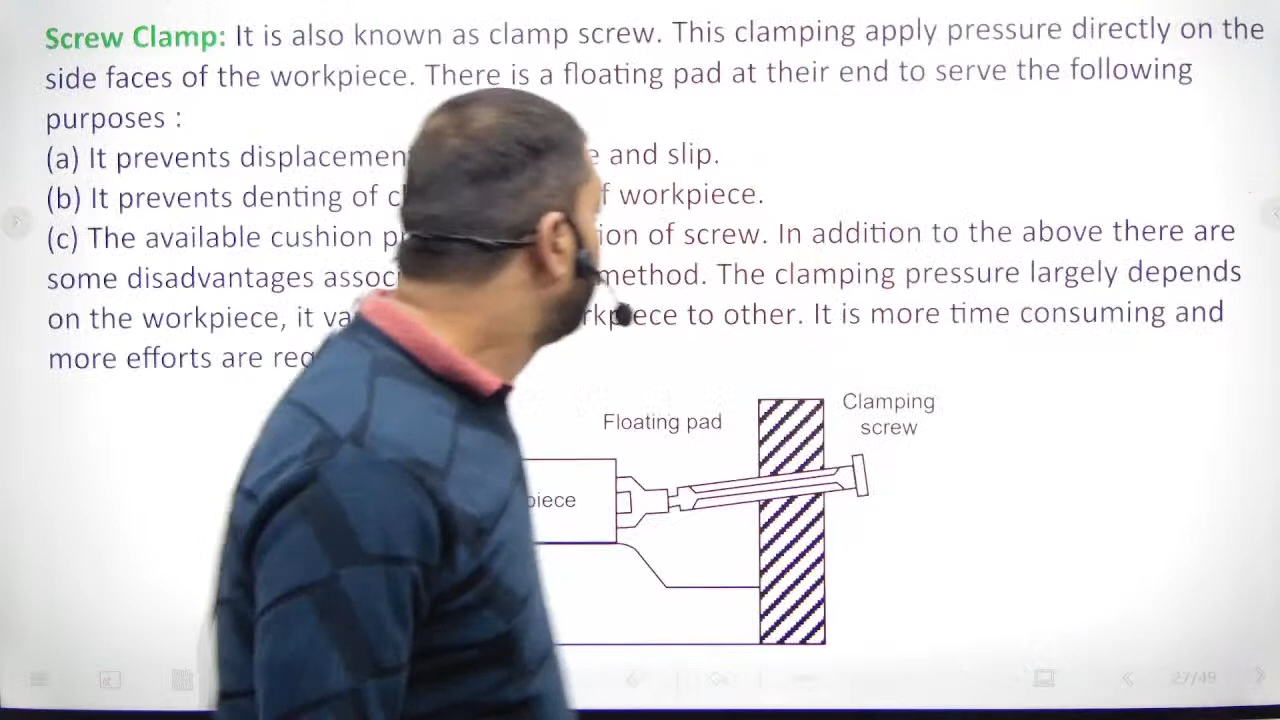 Screw Clamp: It is also known as clamp screw. This clamping apply pressure directly on the
side faces of the workpiece. There is a floating pad at their end to serve the following
purposes :
(a) It prevents displacemen and slip.
(b) It prevents denting of workpiece.
(c) The available cushion of screw. In addition to the above there are
some disadvantages method. The clamping pressure largely depends
on the workpiece, it to other. It is more time consuming and
more efforts are
Floating pad
Clamping
screw
piece
27/49